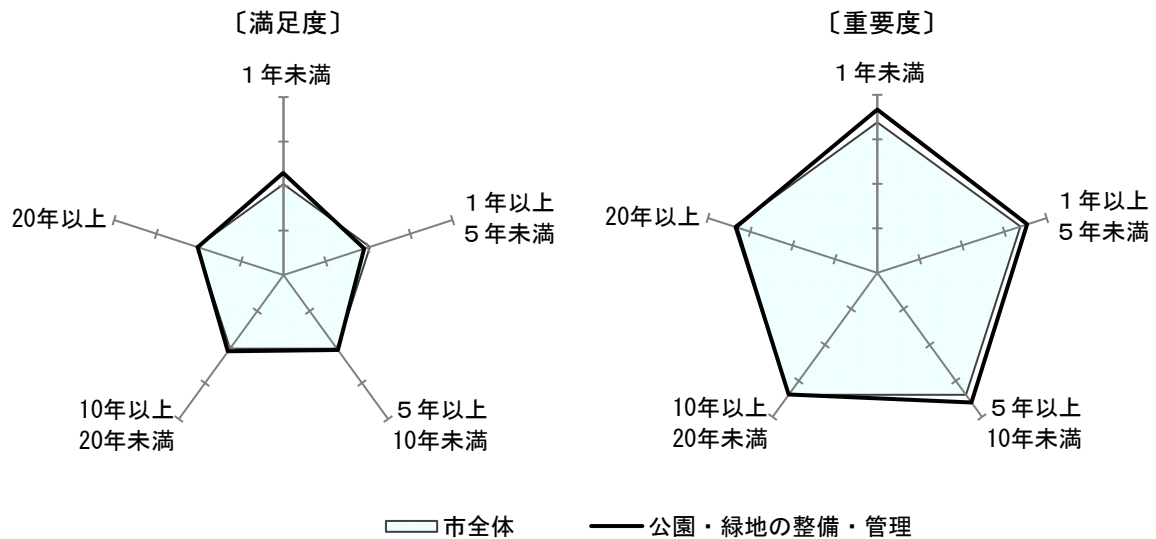 〔満足度〕
１年未満
１年以上
５年未満
５年以上
10年未満
10年以上
20年未満
20年以上
〔重要度〕
１年未満
１年以上
５年未満
５年以上
10年未満
10年以上
20年未満
20年以上
市全体
公園・緑地の整備・管理